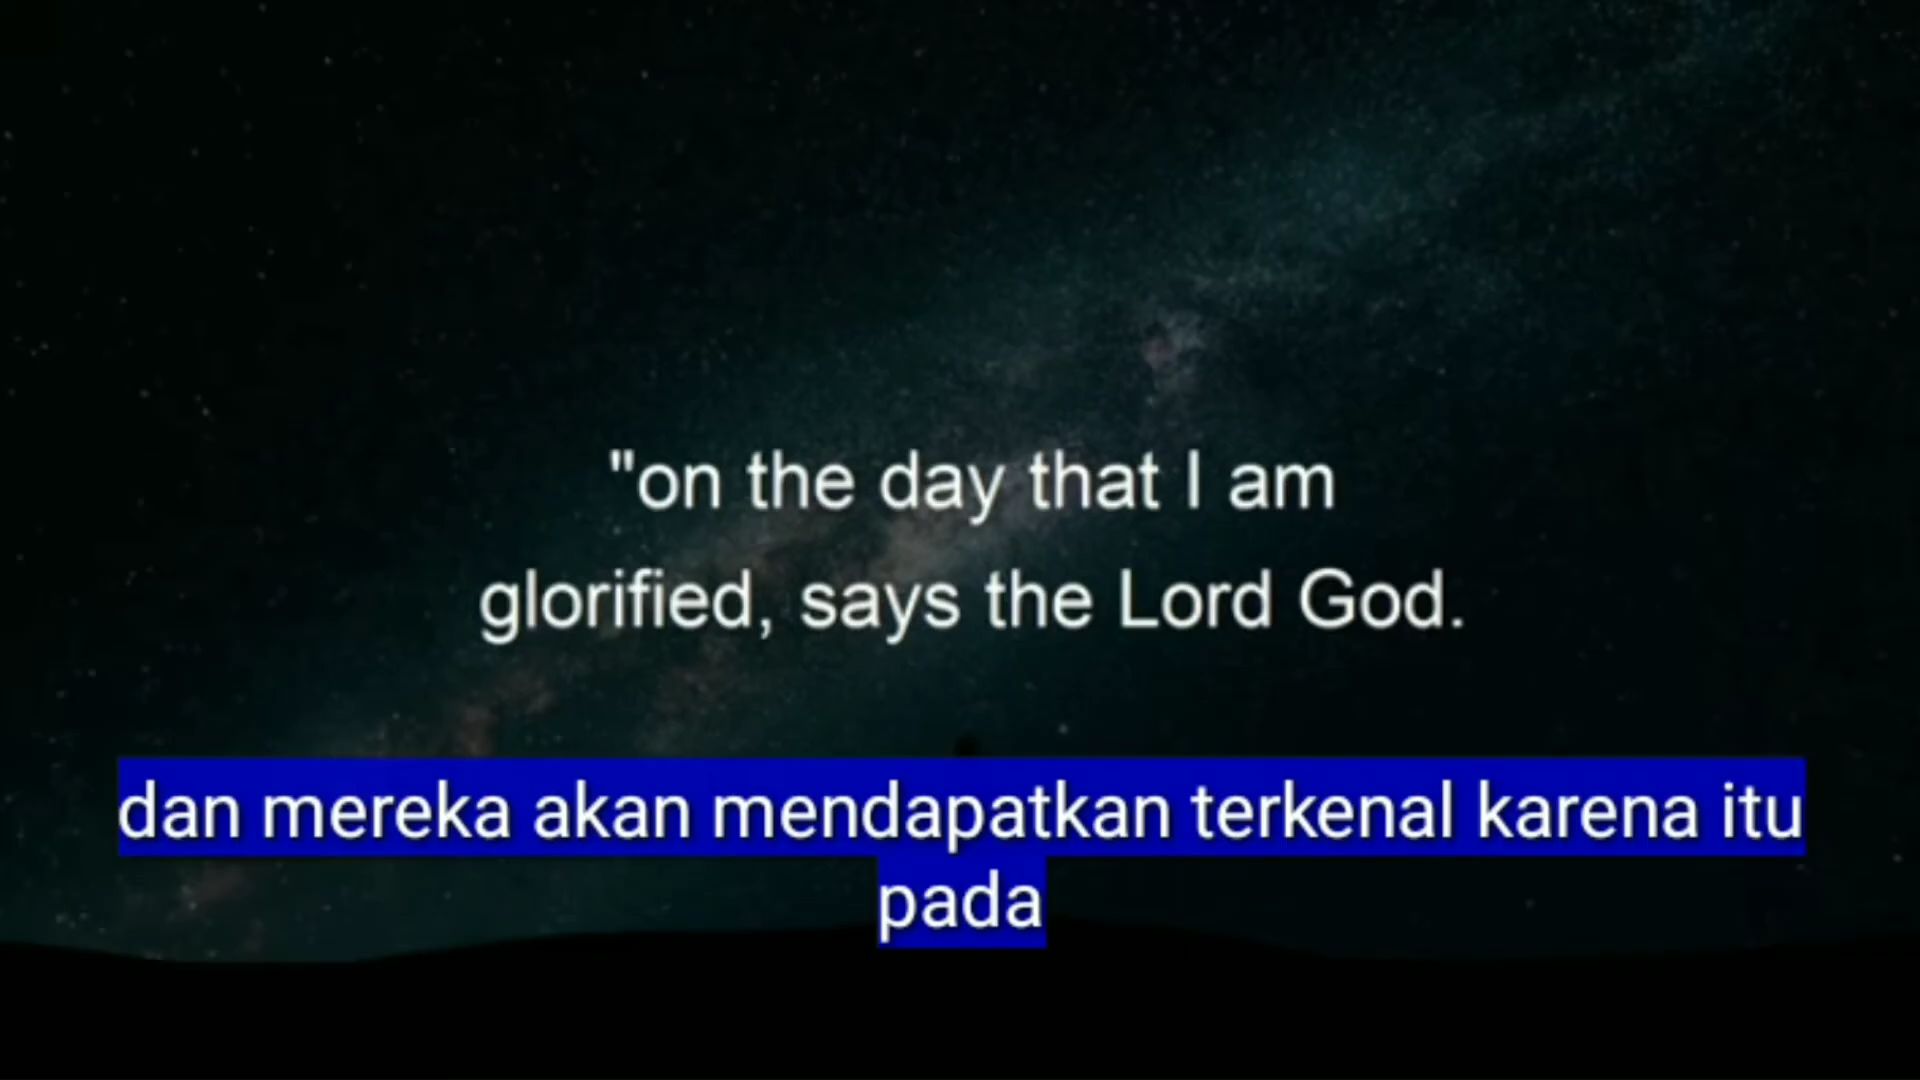 "on the day that I am
glorified, says the Lord God.
dan mereka akan mendapatkan terkenal karena itu
pada